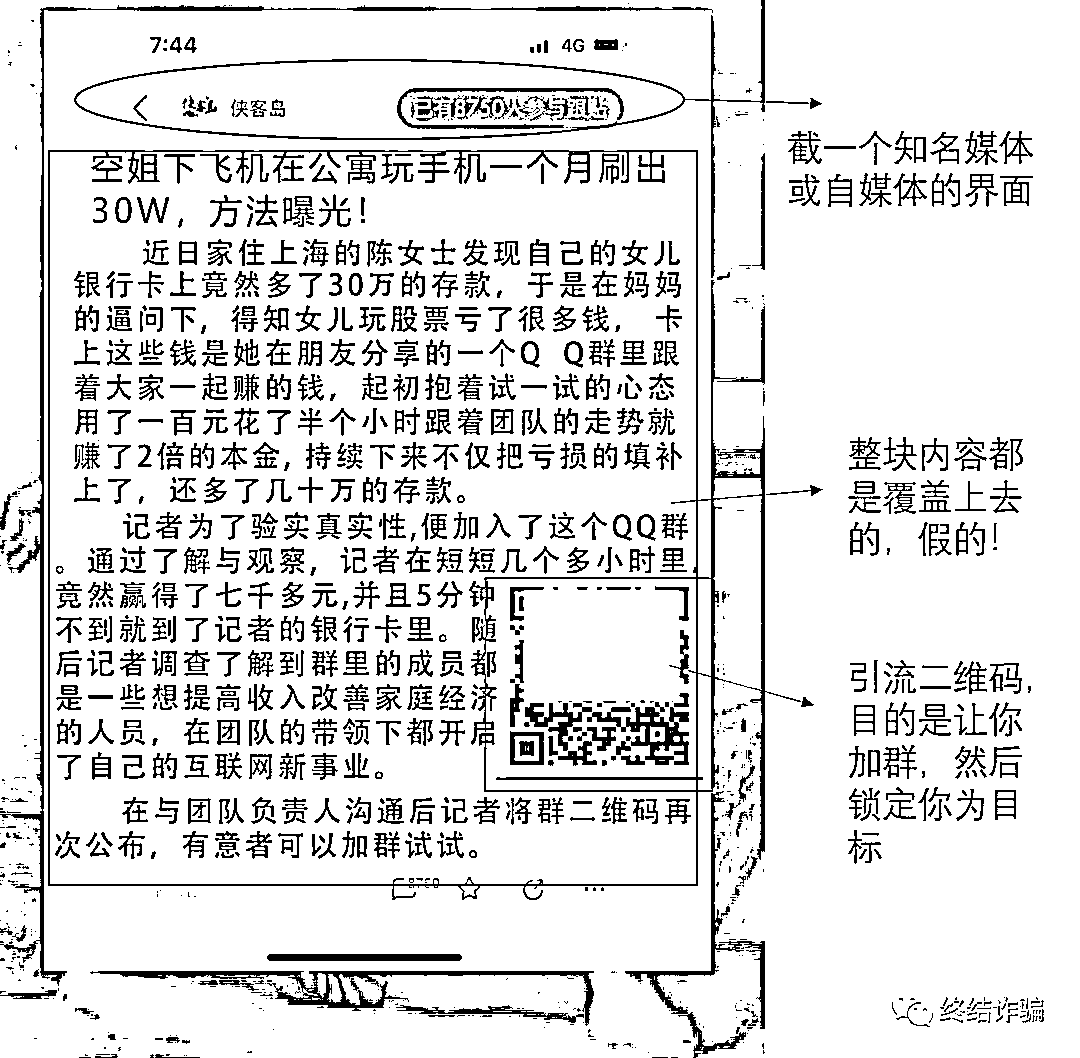 7:44
4G
侠客岛
已有8750人参与跟贴
截一个知名媒体
或自媒体的界面
空姐下飞机在公寓玩手机一个月刷出
30W，方法曝光！
近日家住上海的陈女士发现自己的女儿
银行卡上竟然多了30万的存款，于是在妈妈
的逼问下，得知女儿玩股票亏了很多钱， 卡
上这些钱是她在朋友分享的一个Q Q群里跟
着大家一起赚的钱，起初抱着试一试的心态
用了一百元花了半个小时跟着团队的走势就
赚了2倍的本金,持续下来不仅把亏损的填补
上了，还多了几十万的存款。
记者为了验实真实性,便加入了这个QQ群
。通过了解与观察，记者在短短几个多小时里,
竟然赢得了七千多元,并且5分钟
不到就到了记者的银行卡里。随
后记者调查了解到群里的成员都
是一些想提高收入改善家庭经济
的人员，在团队的带领下都开启
了自己的互联网新事业。
在与团队负责人沟通后记者将群二维码再
次公布，有意者可以加群试试。
8750
整块内容都
是覆盖上去
的，假的！
引流二维码，
目的是让你
加群，然后
锁定你为目
标
终结诈骗